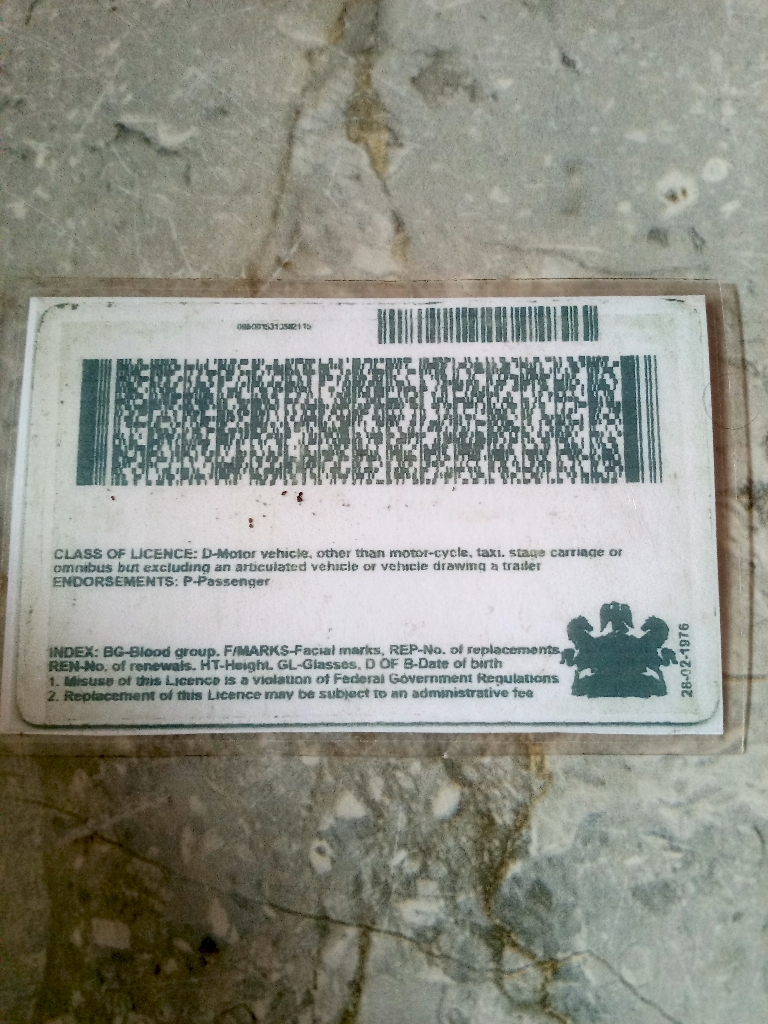 CLASS OF LICENCE: D-Motor vehicle, other than motor-cycle, taxi, stage carriage or
omnibus but excluding an articulated vehicle or vehicle drawing a trailer
ENDORSEMENTS: P-Passenger
INDEX: BG-Blood group, F/MARKS-Facial marks, REP-No. of replacements
REN-No. of renewals. HT-Height. GL-Glasses, D OF B-Date of birth
1. Misuse of this Licence is a violation of Federal Government Regulations
2. Replacement of this Licence may be subject to an administrative fee
28-02-1976